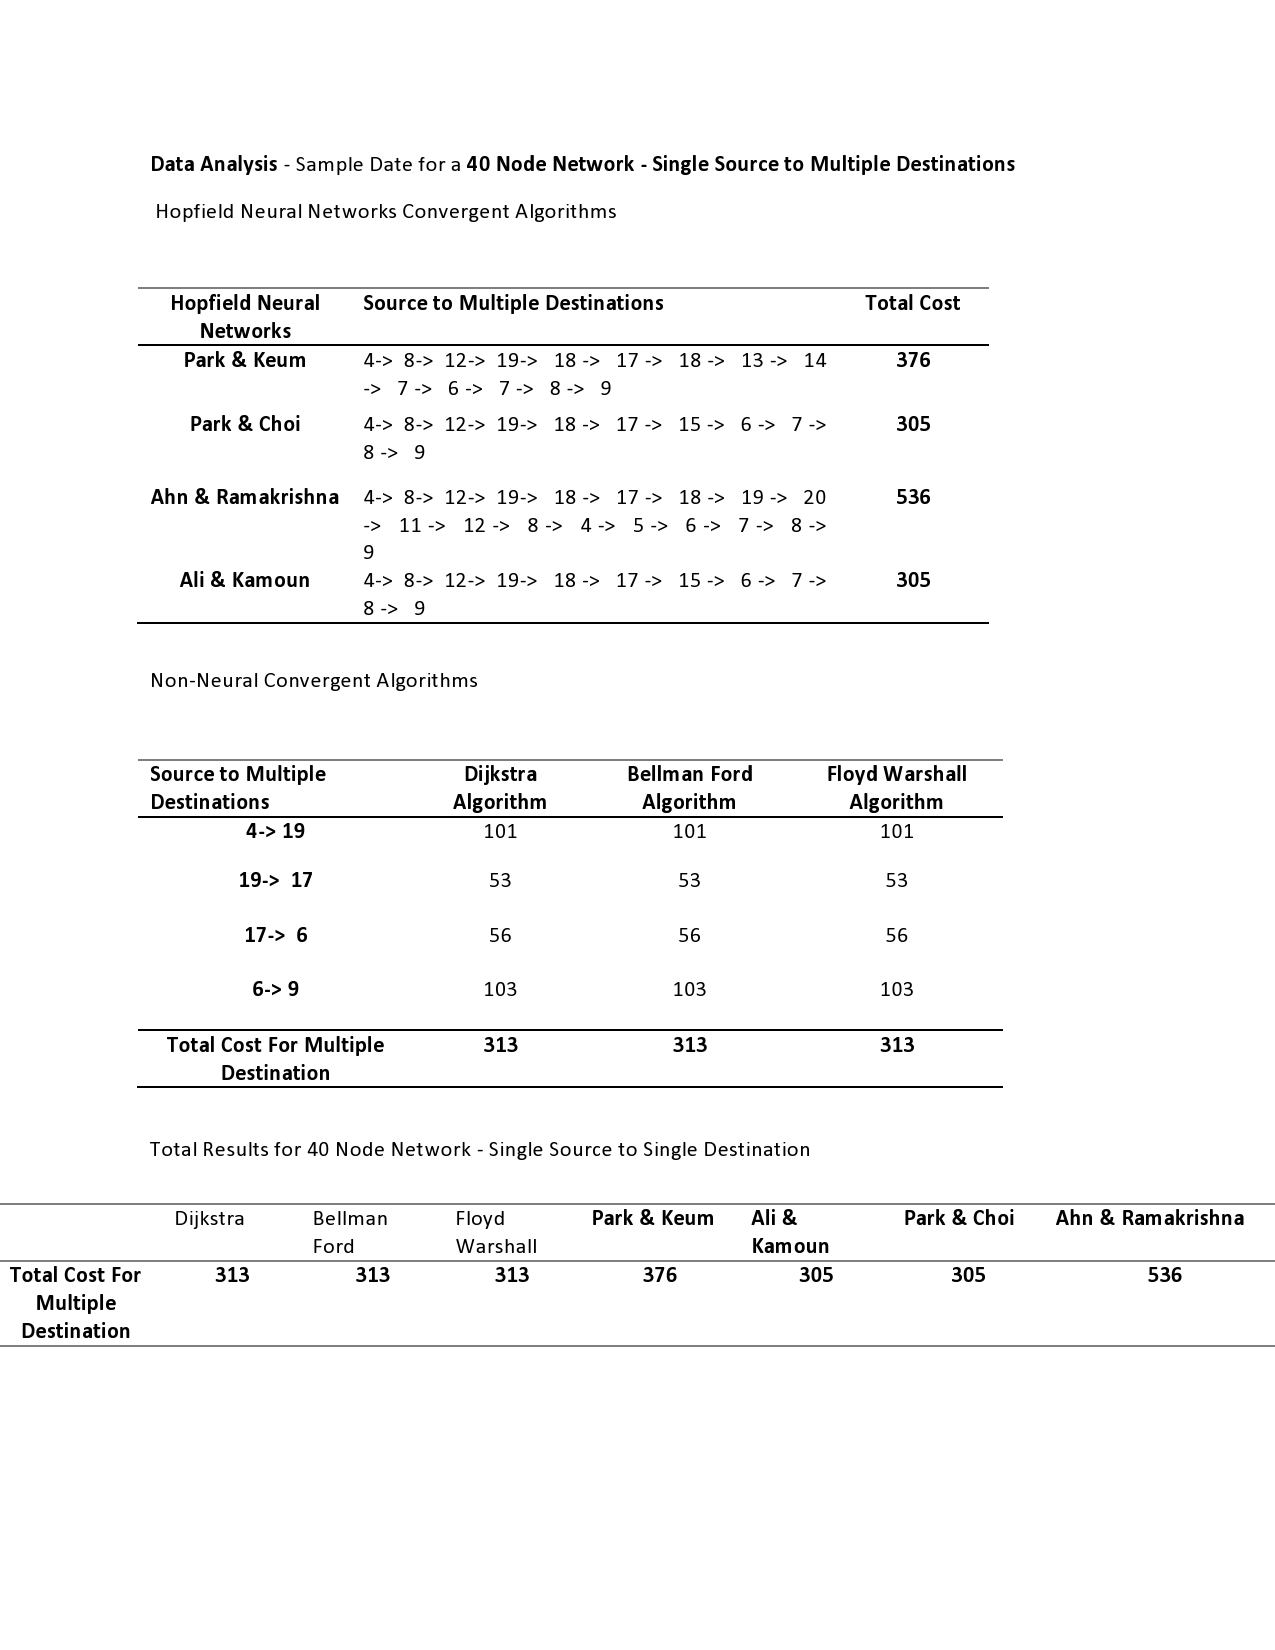 Data Analysis - Sample Date for a 40 Node Network - Single Source to Multiple Destinations
Hopfield Neural Networks Convergent Algorithms
Hopfield Neural Networks Source to Multiple Destinations Total Cost
Park & Keum 4-> 8-> 12-> 19-> 18 -> 17 -> 18 -> 13 -> 14 376
-> 7 -> 6 -> 7 -> 8 -> 9
Park & Choi 4-> 8-> 12-> 19-> 18 -> 17 -> 15 -> 6 -> 7 -> 305
8 -> 9
Ahn & Ramakrishna 4-> 8-> 12-> 19-> 18 -> 17 -> 18 -> 19 -> 20 536
-> 11 -> 12 -> 8 -> 4 -> 5 -> 6 -> 7 -> 8 ->
9
Ali & Kamoun 4-> 8-> 12-> 19-> 18 -> 17 -> 15 -> 6 -> 7 -> 305
8 -> 9
Non-Neural Convergent Algorithms
Source to Multiple Dijkstra Bellman Ford Floyd Warshall
Destinations Algorithm Algorithm Algorithm
4-> 19 101 101 101
19-> 17 53 53 53
17-> 6 56 56 56
6-> 9 103 103 103
Total Cost For Multiple 313 313 313
Destination
Total Results for 40 Node Network - Single Source to Single Destination
Dijkstra Bellman Floyd Park & Keum Ali & Park & Choi Ahn & Ramakrishna
Ford Warshall Kamoun
Total Cost For 313 313 313 376 305 305 536
Multiple
Destination